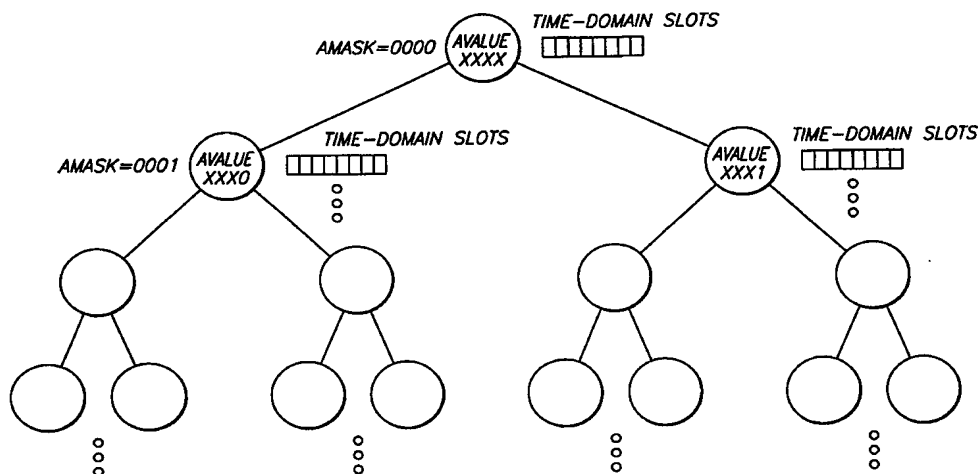 TIME-DOMAIN SLOTS
AMASK=0000
AVALUE
XXXX
TIME-DOMAIN SLOTS
TIME-DOMAIN SLOTS
AMASK=0001
AVALUE
XXX0
AVALUE
XXX1